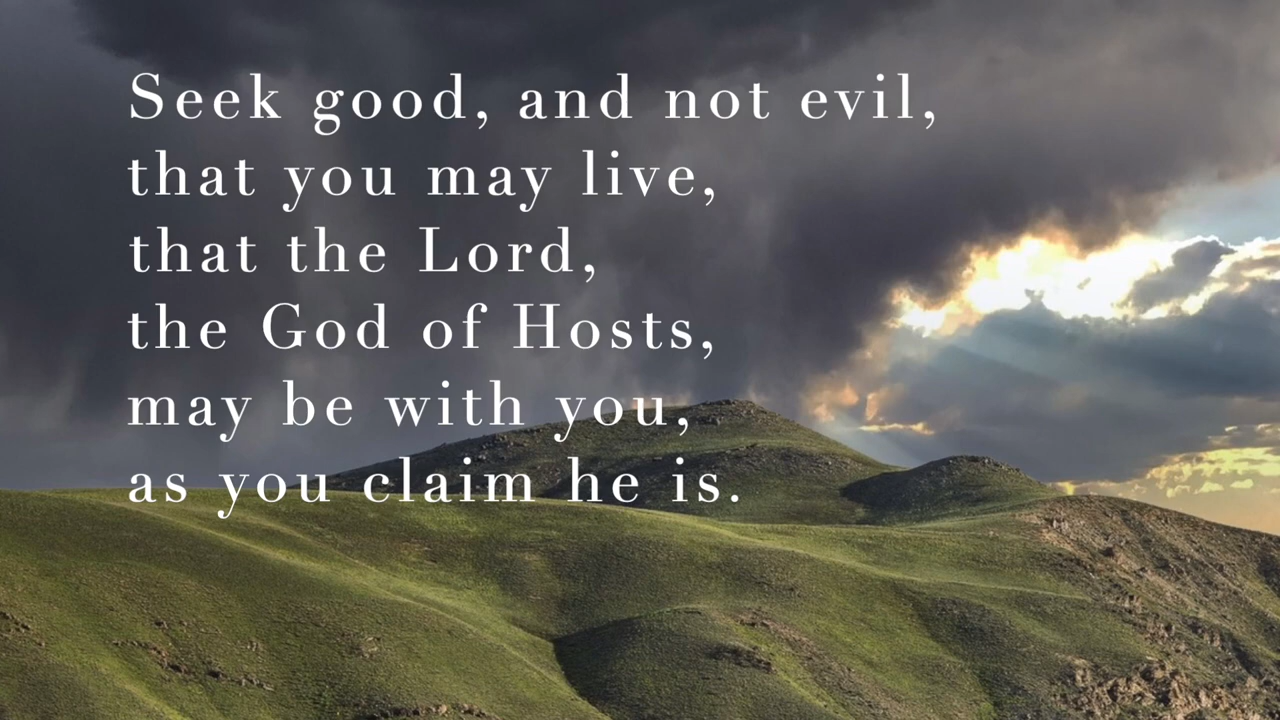 Seek good, and not evil,
that you may live,
that the Lord,
the God of Hosts,
may be with you,
as you claim he is.